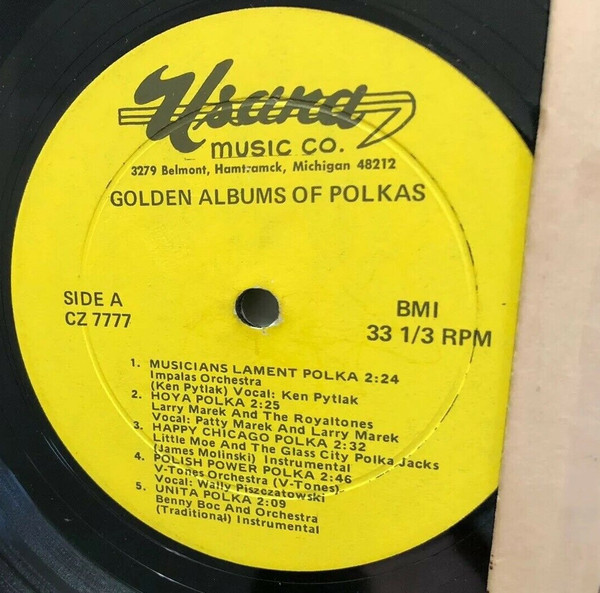 Usana
MUSIC CO.
3279 Belmont, Hamtramck, Michigan 48212
GOLDEN ALBUMS OF POLKAS
SIDE A
CZ 7777
BMI
33 1/3 RPM
1. MUSICIANS LAMENT POLKA 2:24
Impalas Orchestra
(Ken Pytlak) Vocal: Ken Pytlak
2. HOYA POLKA 2:25
Larry Marek And The Royaltones
Vocal: Patty Marek And Larry Marek
3. HAPPY CHICAGO POLKA 2:32
Little Moe And The Glass City Polka Jacks
(James Molinski) Instrumental
4. POLISH POWER POLKA 2:46
V-Tones Orchestra (V-Tones)
Vocal: Wally Piszczatowski
5. UNITA POLKA 2:09
Benny Boc And Orchestra
(Traditional) Instrumental